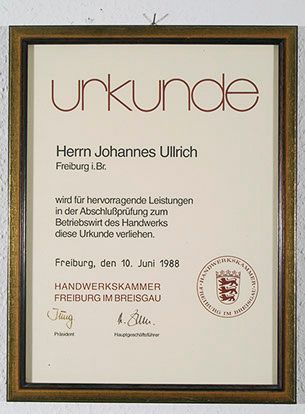 urkunde
Herrn Johannes Ullrich
Freiburg i.Br.
wird für hervorragende Leistungen
in der Abschlußprüfung zum
Betriebswirt des Handwerks
diese Urkunde verliehen.
Freiburg, den 10. Juni 1988
HANDWERKSKAMMER
FREIBURG IM BREISGAU
Präsident
Hauptgeschäftsführer
HANDWERKSKAMMER
FREIBURG IM BREISGAU